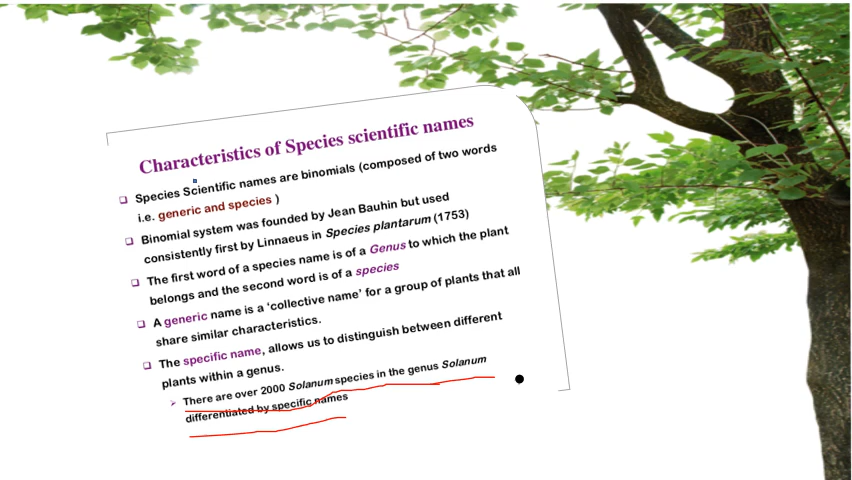 Characteristics of Species scientific names
❑ Species Scientific names are binomials (composed of two words
i.e. generic and species )
❑ Binomial system was founded by Jean Bauhin but used
consistently first by Linnaeus in Species plantarum (1753)
❑ The first word of a species name is of a Genus to which the plant
belongs and the second word is of a species
❑ A generic name is a ‘collective name’ for a group of plants that all
share similar characteristics.
❑ The specific name, allows us to distinguish between different
plants within a genus.
➢ There are over 2000 Solanum species in the genus Solanum
differentiated by specific names